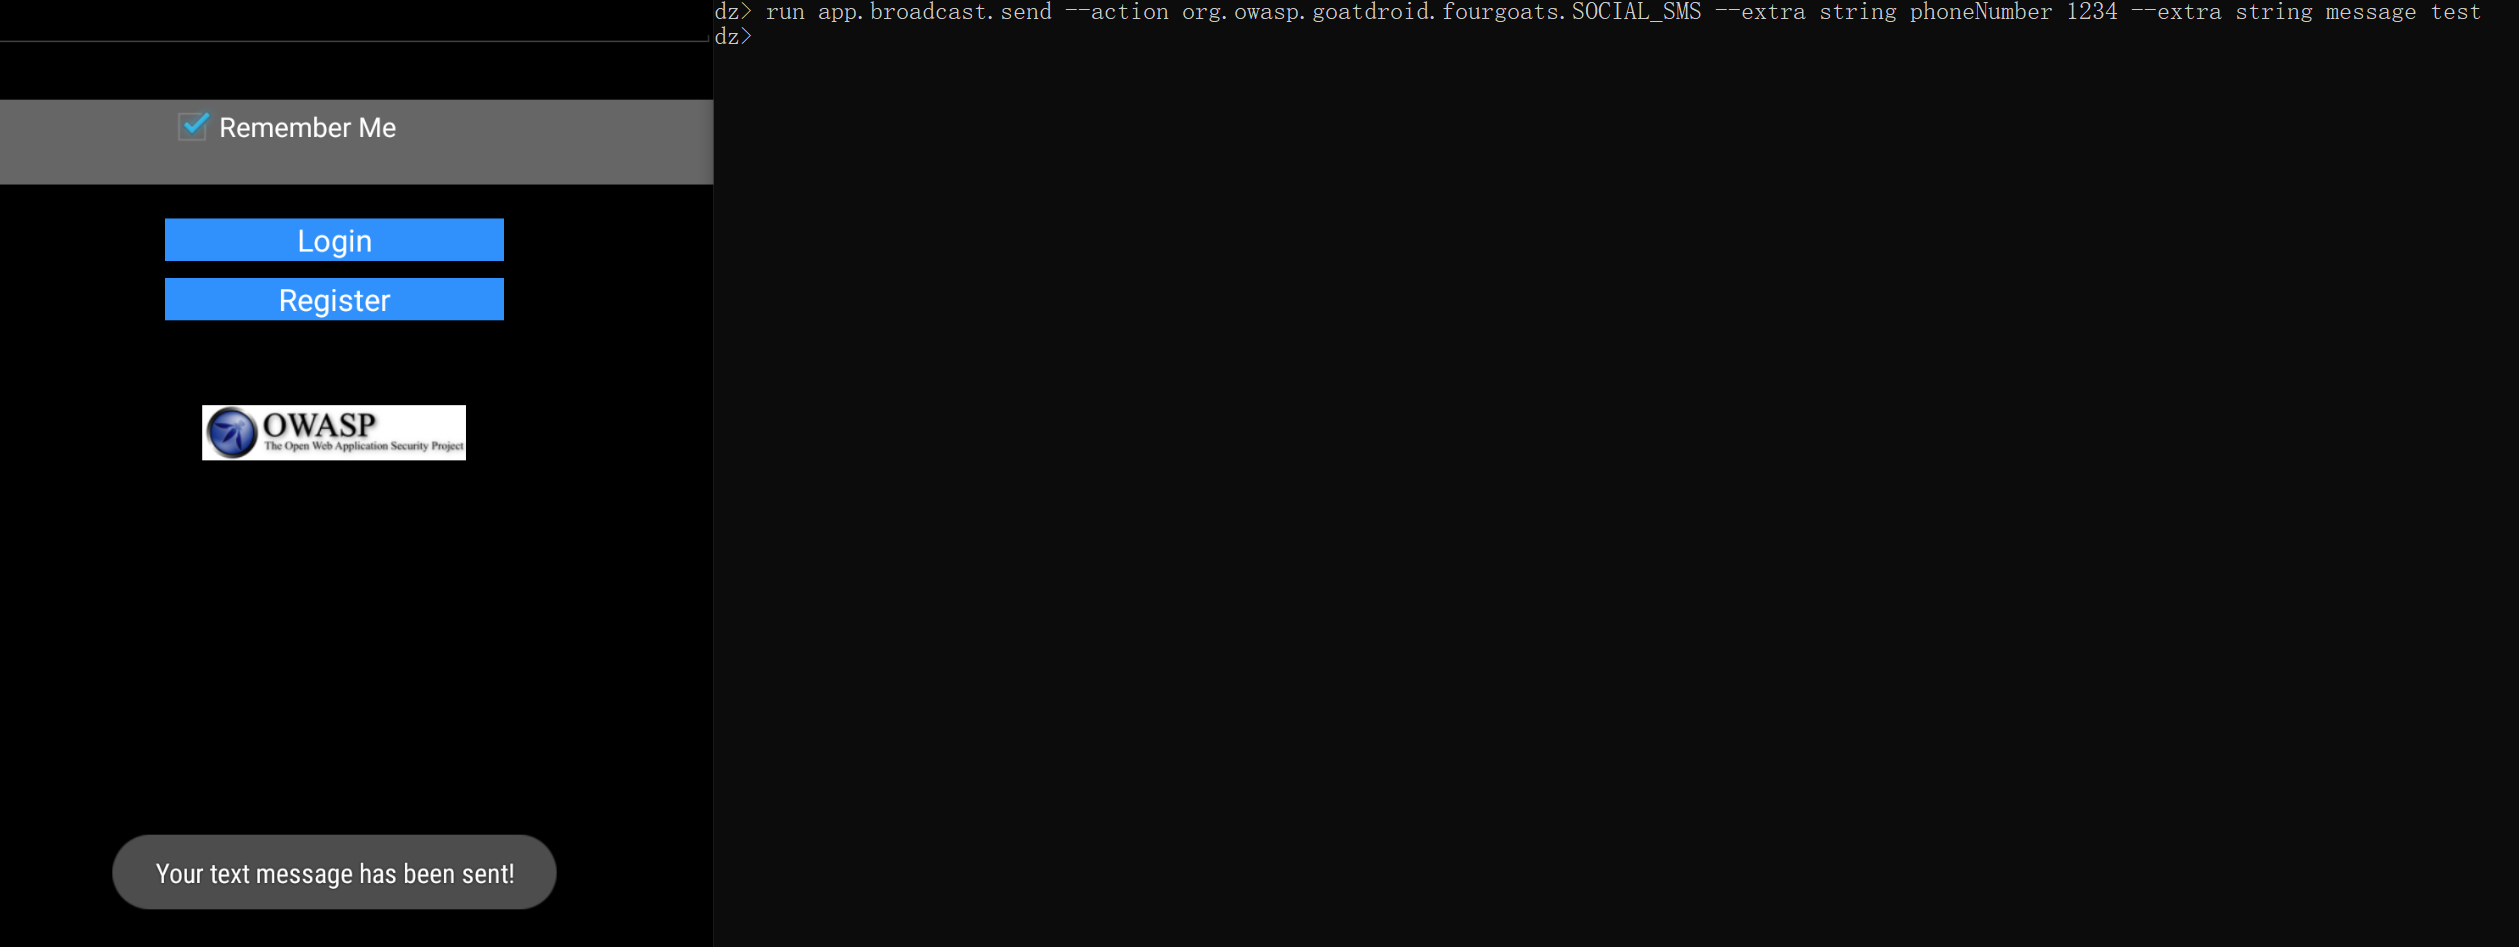 dz> run app.broadcast.send --action org.owasp.goatdroid.fourgoats.SOCIAL_SMS --extra string phoneNumber 1234 --extra string message test
dz>
Remember Me
Login
Register
OWASP
The Open Web Application Security Project
Your text message has been sent!